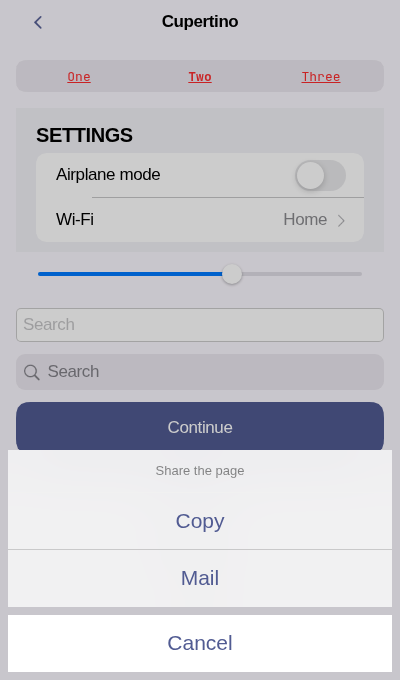 Cupertino
One Two Three
SETTINGS
Airplane mode
Wi-Fi Home
Search
Search
Continue
Share the page
Copy
Mail
Cancel